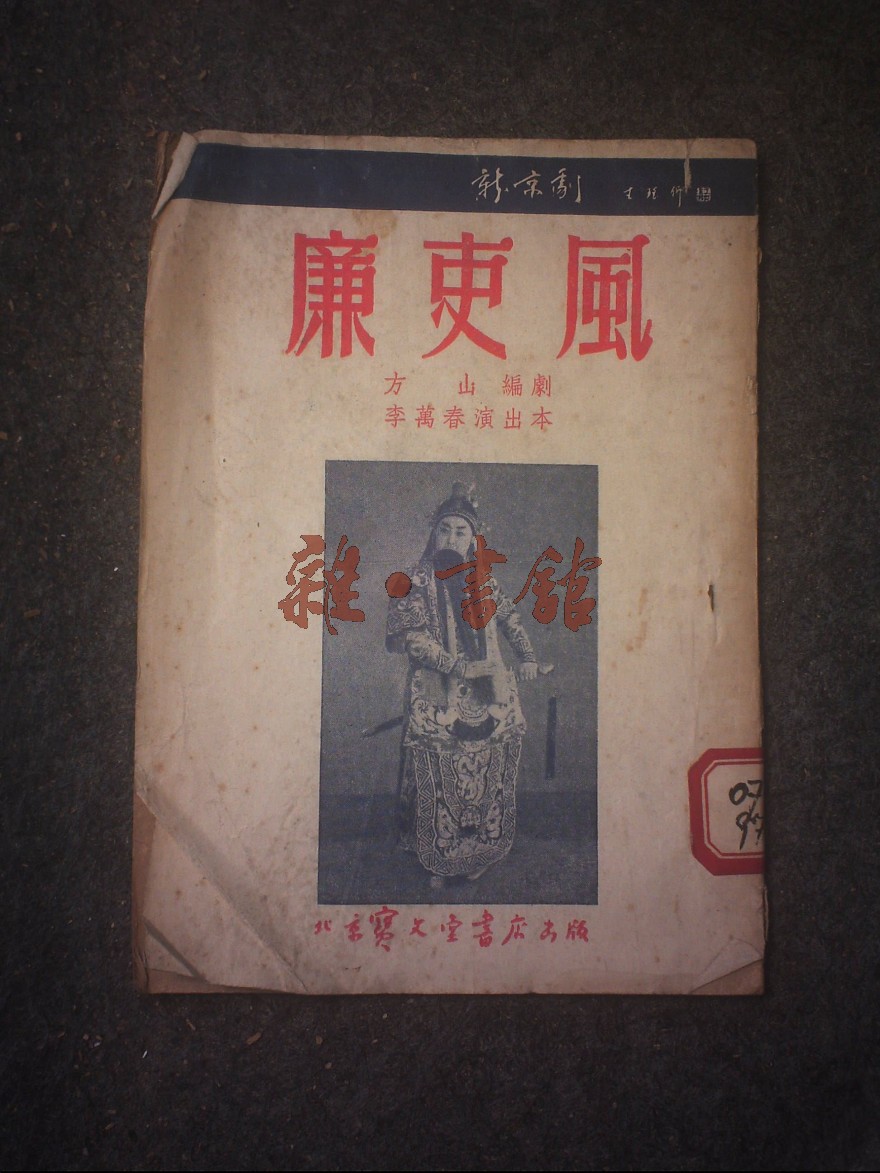 新京劇
廉吏風
方 山 編劇
李萬春演出本
雜·書館
北京寶文堂書店出版